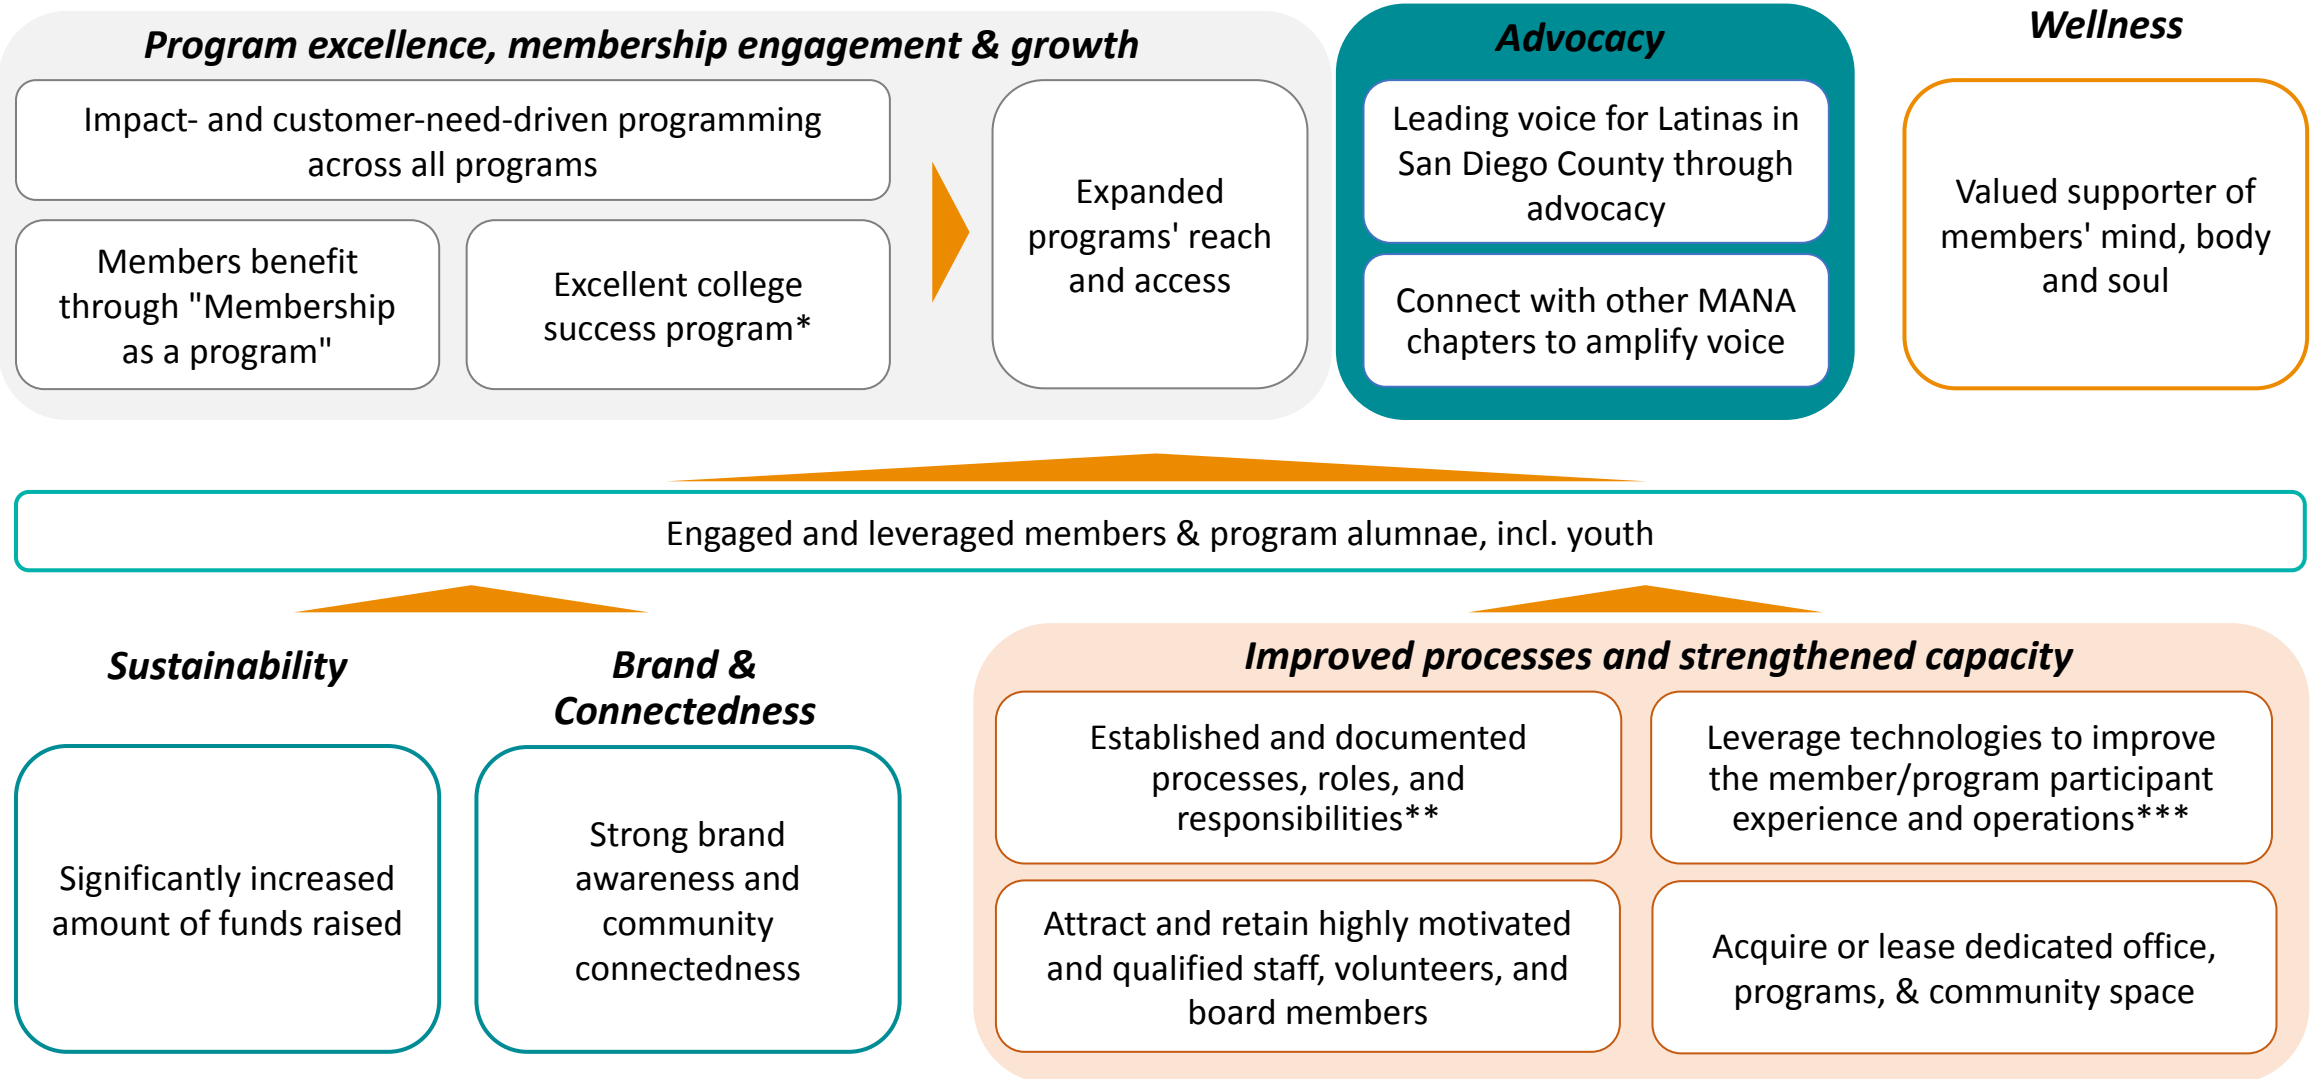 Program excellence, membership engagement & growth
Impact- and customer-need-driven programming
across all programs
Members benefit
through "Membership
as a program"
Excellent college
success program*
Expanded
programs' reach
and access
Advocacy
Leading voice for Latinas in
San Diego County through
advocacy
Connect with other MANA
chapters to amplify voice
Wellness
Valued supporter of
members' mind, body
and soul
Engaged and leveraged members & program alumnae, incl. youth
Sustainability
Significantly increased
amount of funds raised
Brand &
Connectedness
Strong brand
awareness and
community
connectedness
Improved processes and strengthened capacity
Established and documented
processes, roles, and
responsibilities**
Leverage technologies to improve
the member/program participant
experience and operations***
Attract and retain highly motivated
and qualified staff, volunteers, and
board members
Acquire or lease dedicated office,
programs, & community space